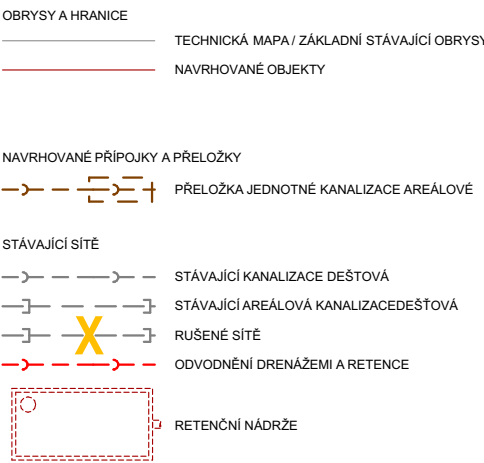 OBRYSY A HRANICE
TECHNICKÁ MAPA / ZÁKLADNÍ STÁVAJÍCÍ OBRYSY
NAVRHOVANÉ OBJEKTY
NAVRHOVANÉ PŘÍPOJKY A PŘELOŽKY
PŘELOŽKA JEDNOTNÉ KANALIZACE AREÁLOVÉ
STÁVAJÍCÍ SÍTĚ
STÁVAJÍCÍ KANALIZACE DEŠTOVÁ
STÁVAJÍCÍ AREÁLOVÁ KANALIZACEDEŠŤOVÁ
X RUŠENÉ SÍTĚ
ODVODNĚNÍ DRENÁŽEMI A RETENCE
RETENČNÍ NÁDRŽE